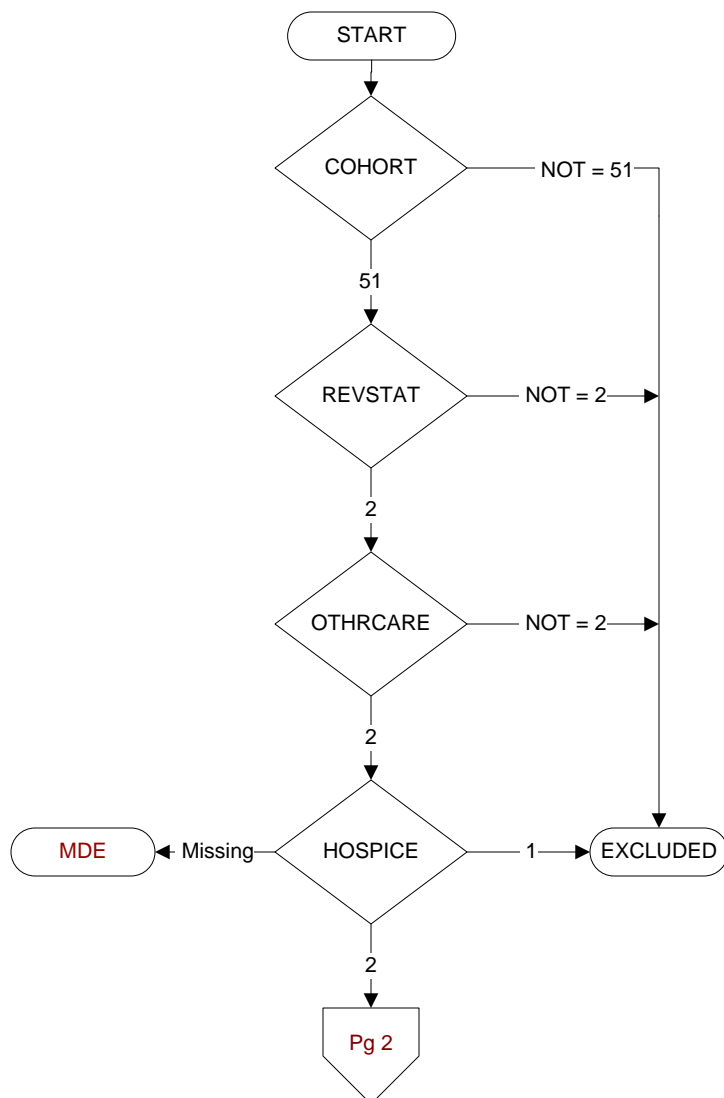 START
COHORT
NOT = 51
51
REVSTAT
NOT = 2
2
OTHRCARE
NOT = 2
2
MDE
Missing
HOSPICE
1
EXCLUDED
2
Pg 2